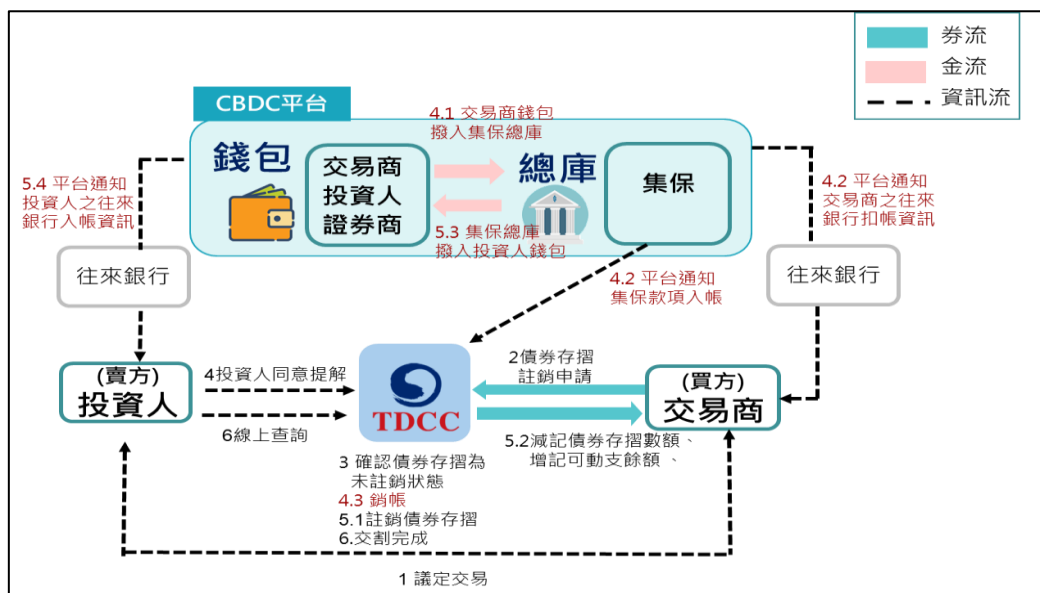 券流
金流
資訊流
CBDC平台
4.1 交易商錢包
撥入集保總庫
錢包
交易商
投資人
證券商
總庫
集保
5.3 集保總庫
撥入投資人錢包
5.4 平台通知
投資人之往來
銀行入帳資訊
4.2 平台通知
交易商之往來
銀行扣帳資訊
往來銀行
4.2 平台通知
集保款項入帳
往來銀行
(賣方)
投資人
4投資人同意提解
6線上查詢
TDCC
2債券存摺
註銷申請
(買方)
交易商
5.2減記債券存摺數額、
增記可動支餘額 、
3 確認債券存摺為
未註銷狀態
4.3 銷帳
5.1註銷債券存摺
6.交割完成
1 議定交易